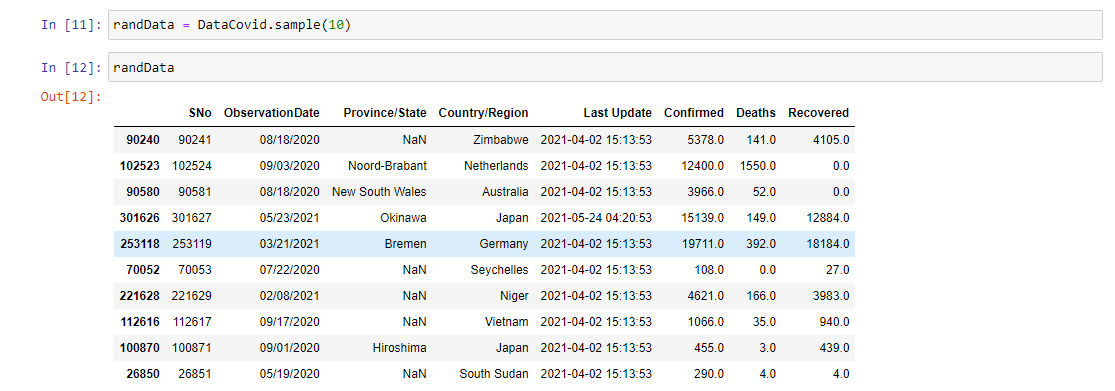 In [11]: randData = DataCovid.sample(10)
In [12]: randData
Out[12]:
SNo ObservationDate Province/State Country/Region Last Update Confirmed Deaths Recovered
90240 90241 08/18/2020 NaN Zimbabwe 2021-04-02 15:13:53 5378.0 141.0 4105.0
102523 102524 09/03/2020 Noord-Brabant Netherlands 2021-04-02 15:13:53 12400.0 1550.0 0.0
90580 90581 08/18/2020 New South Wales Australia 2021-04-02 15:13:53 3966.0 52.0 0.0
301626 301627 05/23/2021 Okinawa Japan 2021-05-24 04:20:53 15139.0 149.0 12884.0
253118 253119 03/21/2021 Bremen Germany 2021-04-02 15:13:53 19711.0 392.0 18184.0
70052 70053 07/22/2020 NaN Seychelles 2021-04-02 15:13:53 108.0 0.0 27.0
221628 221629 02/08/2021 NaN Niger 2021-04-02 15:13:53 4621.0 166.0 3983.0
112616 112617 09/17/2020 NaN Vietnam 2021-04-02 15:13:53 1066.0 35.0 940.0
100870 100871 09/01/2020 Hiroshima Japan 2021-04-02 15:13:53 455.0 3.0 439.0
26850 26851 05/19/2020 NaN South Sudan 2021-04-02 15:13:53 290.0 4.0 4.0